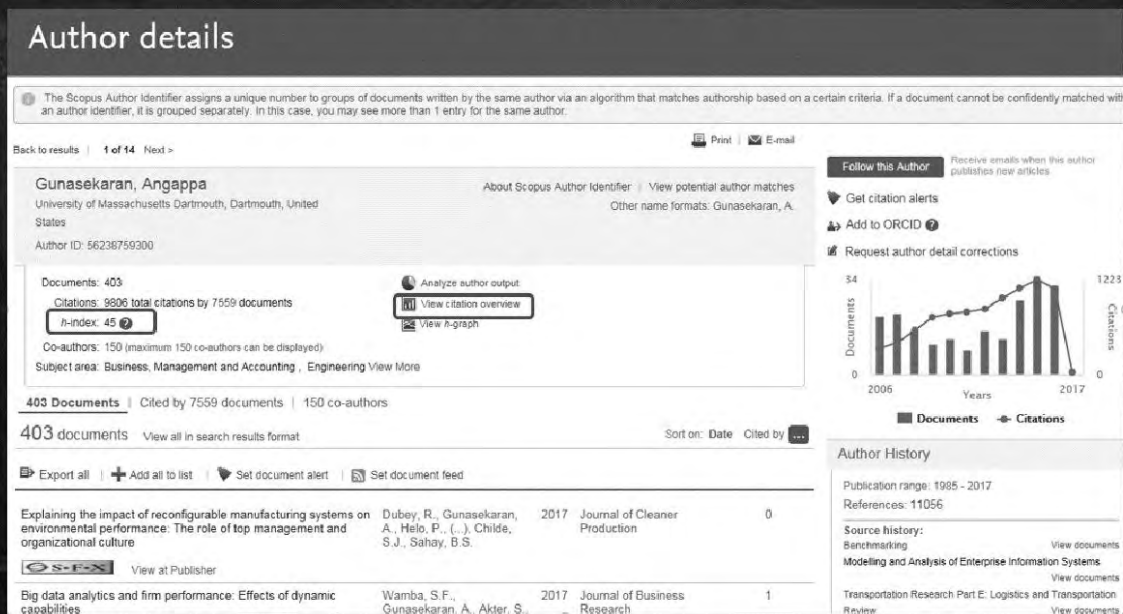 Author details
The Scopus Author Identifier assigns a unique number to groups of documents written by the same author via an algorithm that matches authorship based on a certain criteria. If a document cannot be confidently matched with
an author identifier, it is grouped separately. In this case, you may see more than 1 entry for the same author.
Back to results | 1 of 14 Next >
Print | E-mail
Gunasekaran, Angappa
University of Massachusetts Dartmouth, Dartmouth, United
States
Author ID: 56238759300
About Scopus Author Identifier | View potential author matches
Other name formats: Gunasekaran, A.
Documents: 403
Citations: 9806 total citations by 7559 documents
h-index: 45 ?
Co-authors: 150 (maximum 150 co-authors can be displayed)
Subject area: Business, Management and Accounting , Engineering View More
Analyze author output
View citation overview
View h-graph
403 Documents | Cited by 7559 documents | 150 co-authors
403 documents View all in search results format
Sort on: Date Cited by ...
Export all | Add all to list | Set document alert | Set document feed
Explaining the impact of reconfigurable manufacturing systems on
environmental performance: The role of top management and
organizational culture
Dubey, R., Gunasekaran,
A., Helo, P., (...), Childe,
S.J., Sahay, B.S.
2017 Journal of Cleaner
Production
0
S-F-X View at Publisher
Big data analytics and firm performance: Effects of dynamic
capabilities
Wamba, S.F.,
Gunasekaran, A., Akter, S.,
2017 Journal of Business
Research
1
Follow this Author
Receive emails when this author
publishes new articles
Get citation alerts
Add to ORCID ?
Request author detail corrections
34
Documents
0
2006
Years
2017
1223
Citations
0
Documents Citations
Author History
Publication range: 1985 - 2017
References: 11056
Source history:
Benchmarking View documents
Modelling and Analysis of Enterprise Information Systems
View documents
Transportation Research Part E: Logistics and Transportation
Review View documents